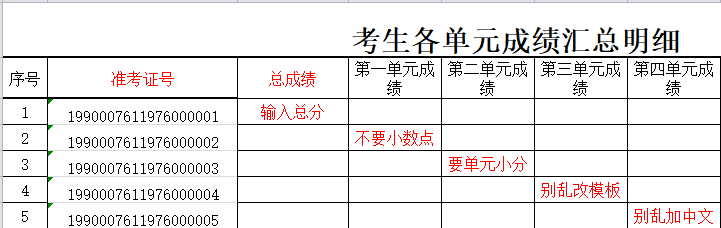 考生各单元成绩汇总明细
序号 准考证号 总成绩 第一单元成绩 第二单元成绩 第三单元成绩 第四单元成绩
1 1990007611976000001 输入总分
2 1990007611976000002 不要小数点
3 1990007611976000003 要单元小分
4 1990007611976000004 别乱改模板
5 1990007611976000005 别乱加中文